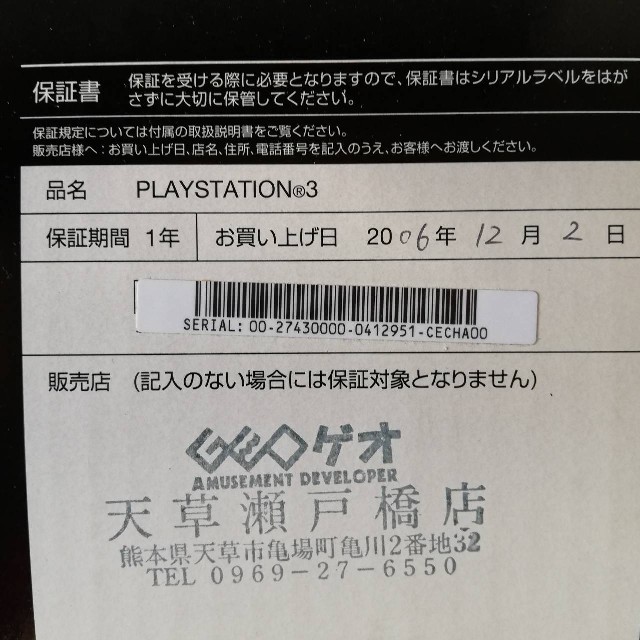 保証書
保証を受ける際に必要となりますので、保証書はシリアルラベルをはが
さずに大切に保管してください。
保証規定については付属の取扱説明書をご覧ください。
販売店様へ：お買い上げ日、店名、住所、電話番号を記入のうえ、お客様へお渡しください。
品名 PLAYSTATION®3
保証期間 1年 お買い上げ日 2006年 12月 2日
SERIAL: 00-27430000-0412951-CECHA00
販売店 (記入のない場合には保証対象となりません)
GEO ゲオ
AMUSEMENT DEVELOPER
天草瀬戸橋店
熊本県天草市亀場町亀川2番地32
TEL 0969-27-6550